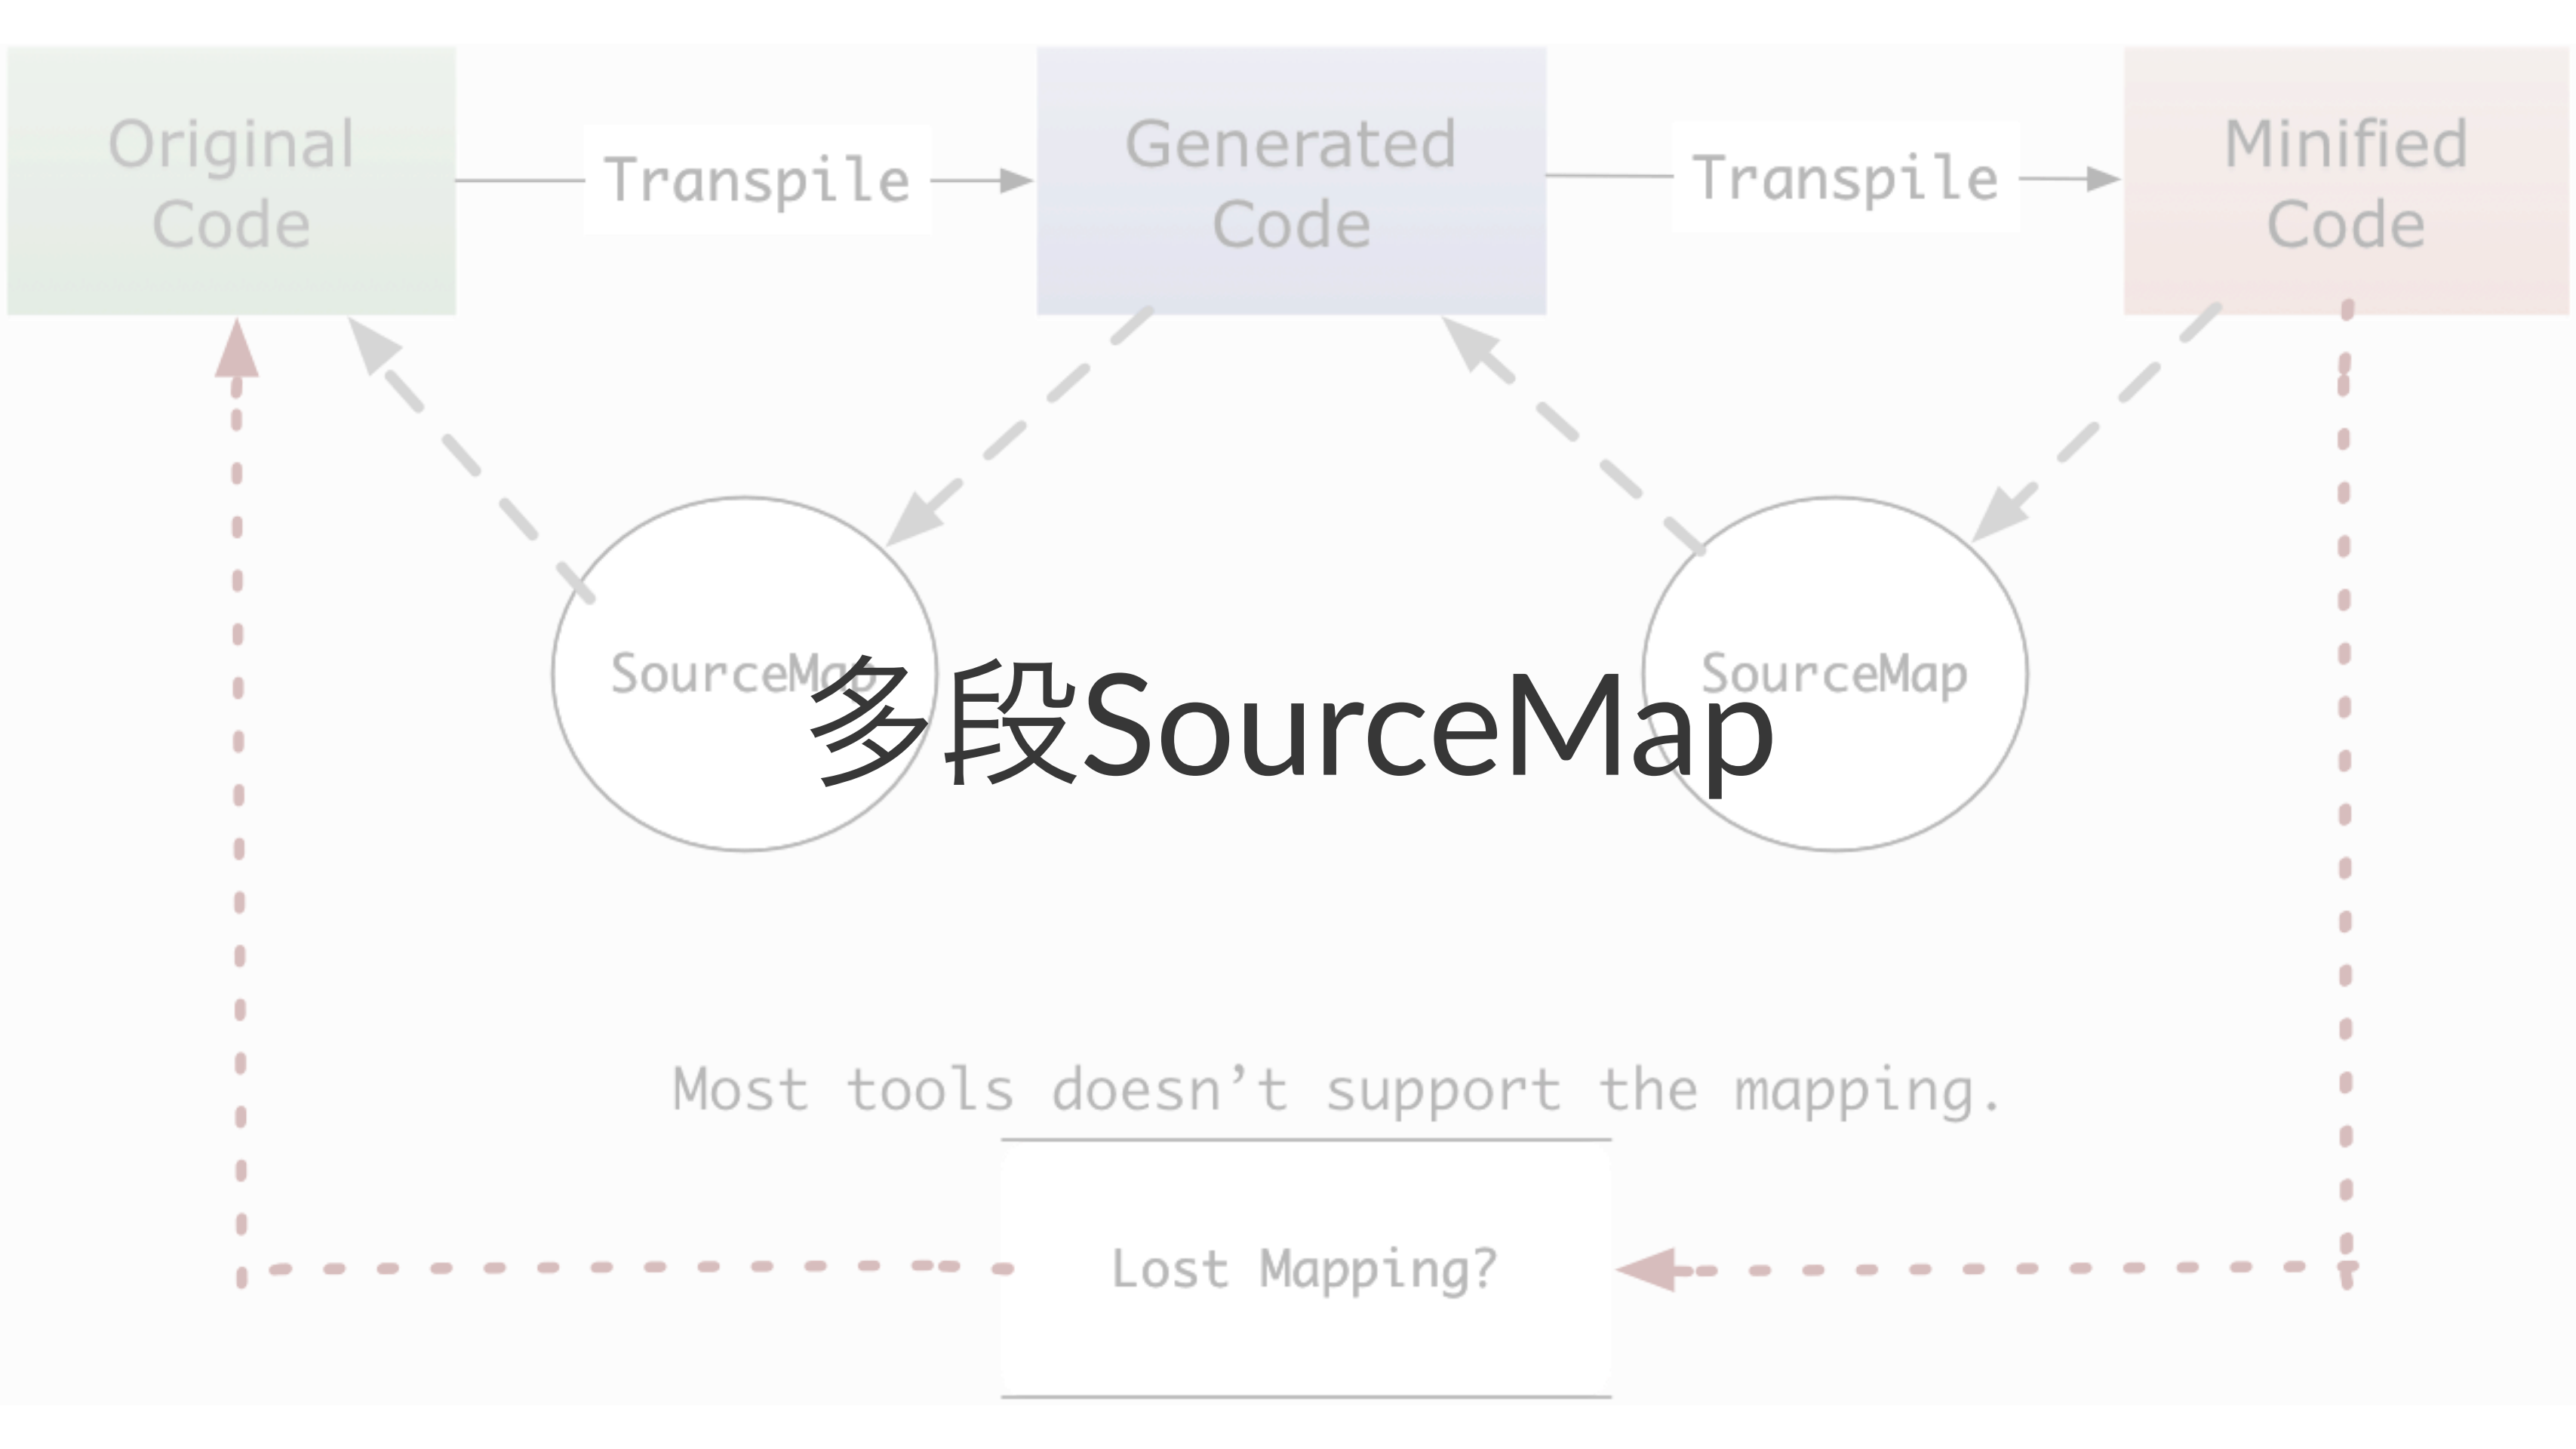 Original
Code
Transpile
Generated
Code
Transpile
Minified
Code
SourceMap
SourceMap
多段SourceMap
Most tools doesn’t support the mapping.
Lost Mapping?